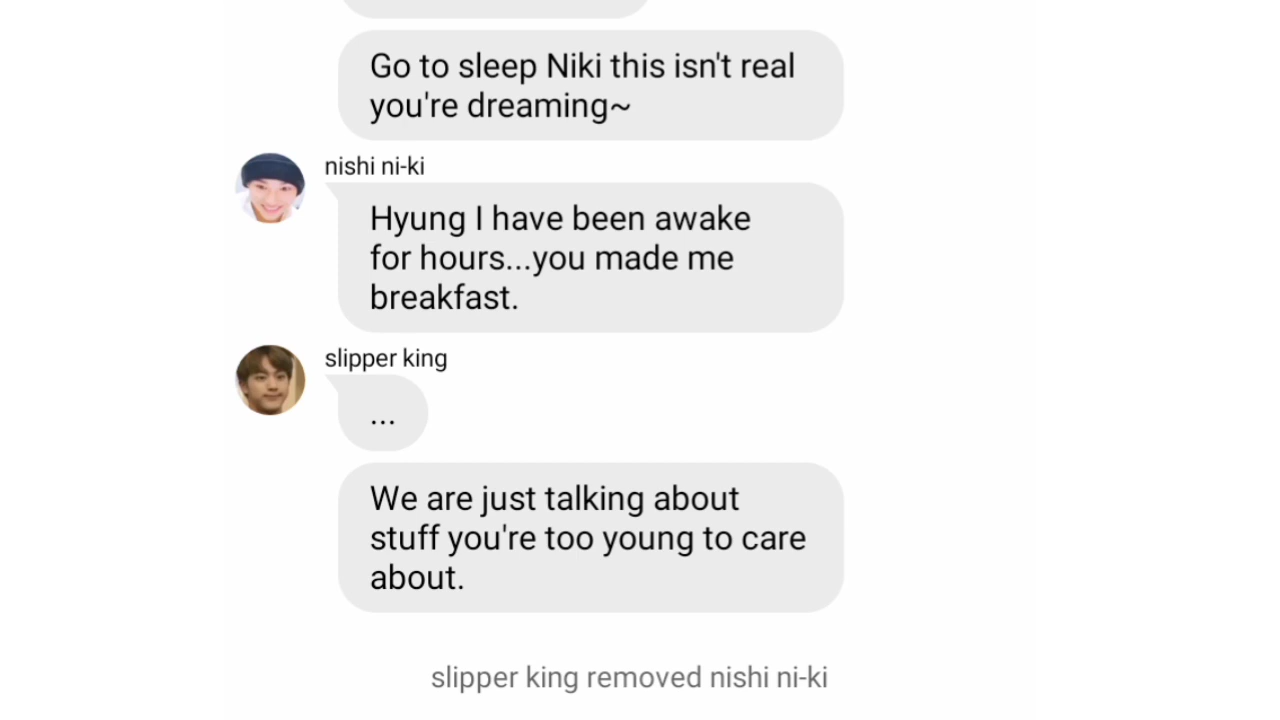 Go to sleep Niki this isn't real
you're dreaming~
nishi ni-ki
Hyung I have been awake
for hours...you made me
breakfast.
slipper king
...
We are just talking about
stuff you're too young to care
about.
slipper king removed nishi ni-ki